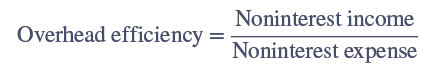 Overhead efficiency = Noninterest income / Noninterest expense